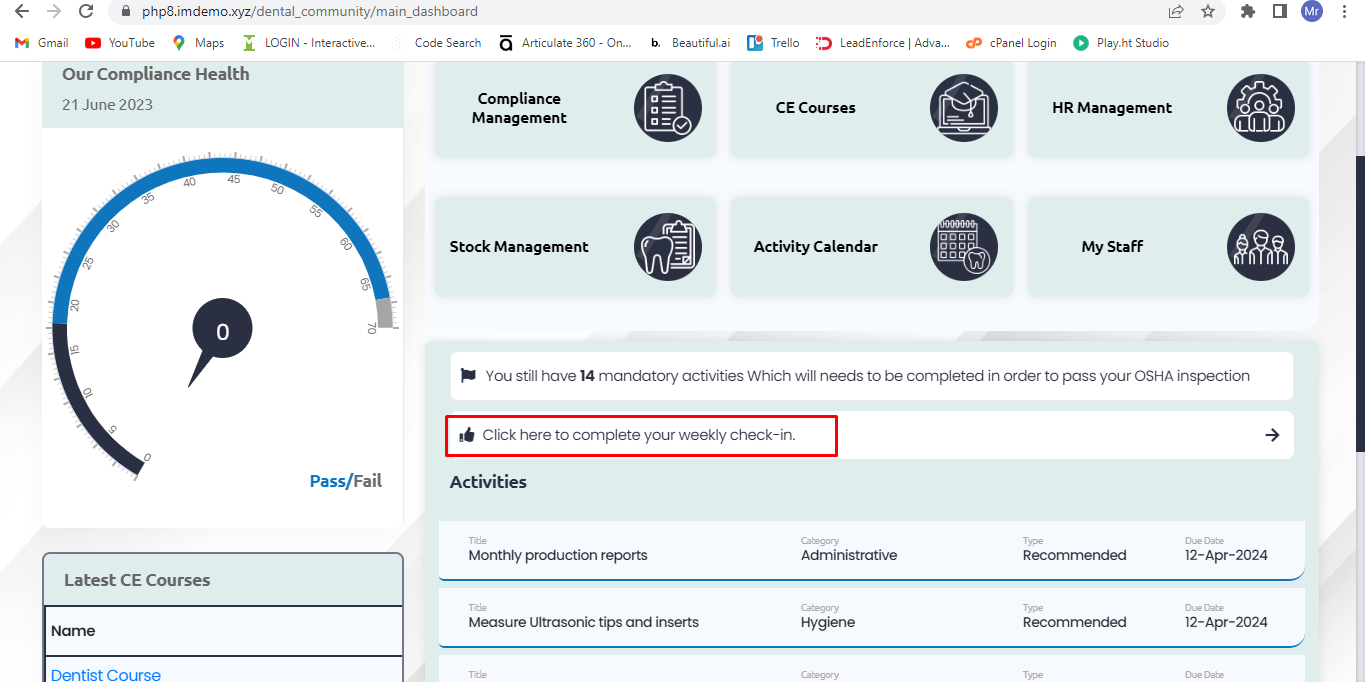 php8.imdemo.xyz/dental_community/main_dashboard
Mr
Gmail
YouTube
Maps
LOGIN - Interactive...
Code Search
Articulate 360 - On...
b.
Beautiful.ai
Trello
LeadEnforce | Adva...
cP
cPanel Login
Play.ht Studio
Our Compliance Health
21 June 2023
0
5
10
15
20
25
30
35
40
45
50
55
60
65
70
0
Pass/Fail
Latest CE Courses
Name
Dentist Course
Compliance
Management
CE Courses
HR Management
Stock Management
Activity Calendar
My Staff
You still have 14 mandatory activities Which will needs to be completed in order to pass your OSHA inspection
Click here to complete your weekly check-in.
Activities
Title Category Type Due Date
Monthly production reports Administrative Recommended 12-Apr-2024
Title Category Type Due Date
Measure Ultrasonic tips and inserts Hygiene Recommended 12-Apr-2024
Title Category Type Due Date